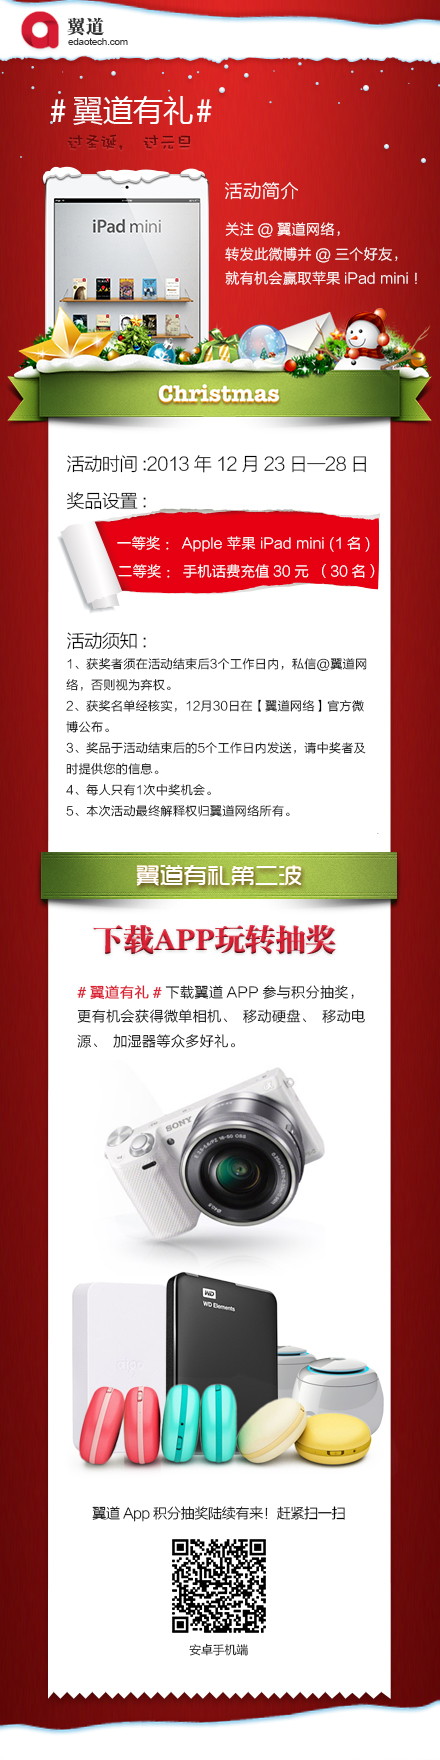 翼道
edaotech.com
#翼道有礼#
过圣诞， 过元旦
iPad mini
活动简介
关注 @ 翼道网络，
转发此微博并 @ 三个好友，
就有机会赢取苹果 iPad mini！
Christmas
活动时间 :2013 年 12 月 23 日—28 日
奖品设置 :
一等奖： Apple 苹果 iPad mini (1 名 )
二等奖： 手机话费充值 30 元 （ 30 名 ）
活动须知 :
1、获奖者须在活动结束后3个工作日内，私信@翼道网
络，否则视为弃权。
2、获奖名单经核实，12月30日在【翼道网络】官方微
博公布。
3、奖品于活动结束后的5个工作日内发送，请中奖者及
时提供您的信息。
4、每人只有1次中奖机会。
5、本次活动最终解释权归翼道网络所有。
翼道有礼第二波
下载APP玩转抽奖
# 翼道有礼 # 下载翼道 APP 参与积分抽奖，
更有机会获得微单相机、 移动硬盘、 移动电
源、 加湿器等众多好礼。
SONY
WD
WD Elements
翼道 App 积分抽奖陆续有来！赶紧扫一扫
安卓手机端